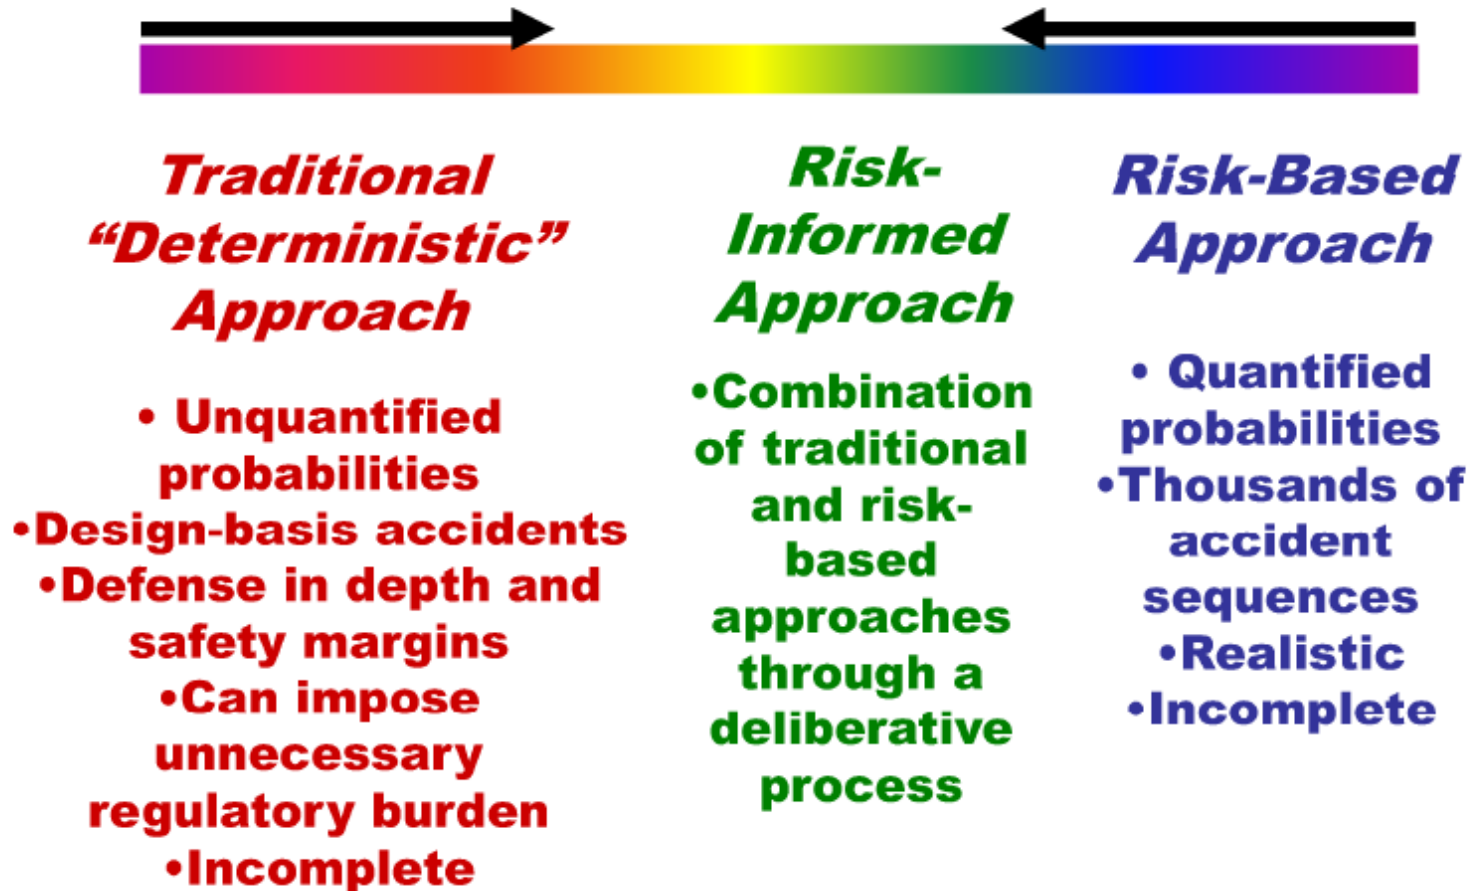 Traditional
“Deterministic”
Approach
• Unquantified
probabilities
•Design-basis accidents
•Defense in depth and
safety margins
•Can impose
unnecessary
regulatory burden
•Incomplete
Risk-
Informed
Approach
•Combination
of traditional
and risk-
based
approaches
through a
deliberative
process
Risk-Based
Approach
• Quantified
probabilities
•Thousands of
accident
sequences
•Realistic
•Incomplete